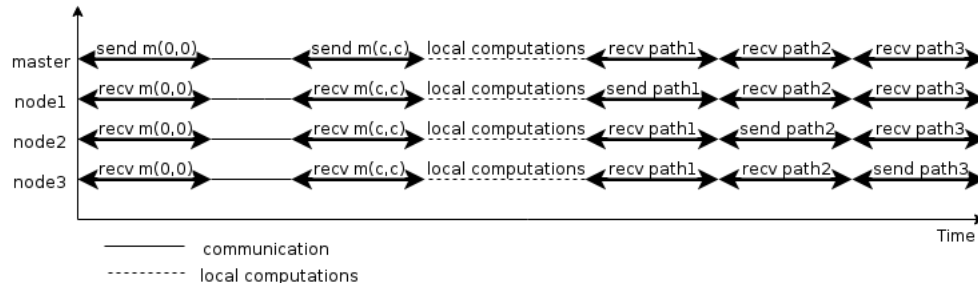 send m(0,0) send m(c,c) local computations recv path1 recv path2 recv path3
master
recv m(0,0) recv m(c,c) local computations send path1 recv path2 recv path3
node1
recv m(0,0) recv m(c,c) local computations recv path1 send path2 recv path3
node2
recv m(0,0) recv m(c,c) local computations recv path1 recv path2 send path3
node3
Time
communication
local computations